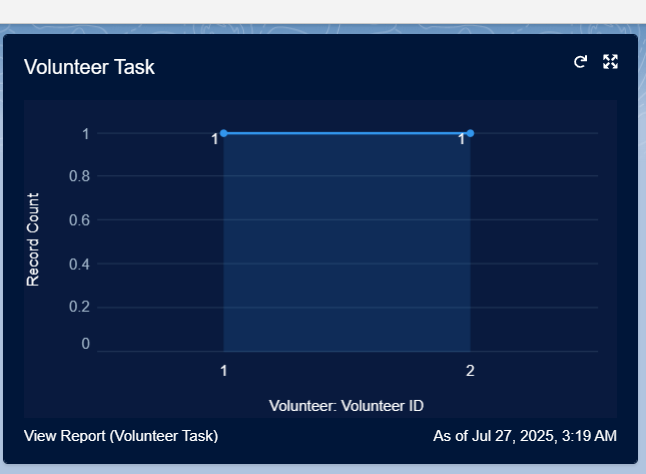 Volunteer Task
1
0.8
0.6
0.4
0.2
0
Record Count
1
1
1
2
Volunteer: Volunteer ID
View Report (Volunteer Task)
As of Jul 27, 2025, 3:19 AM